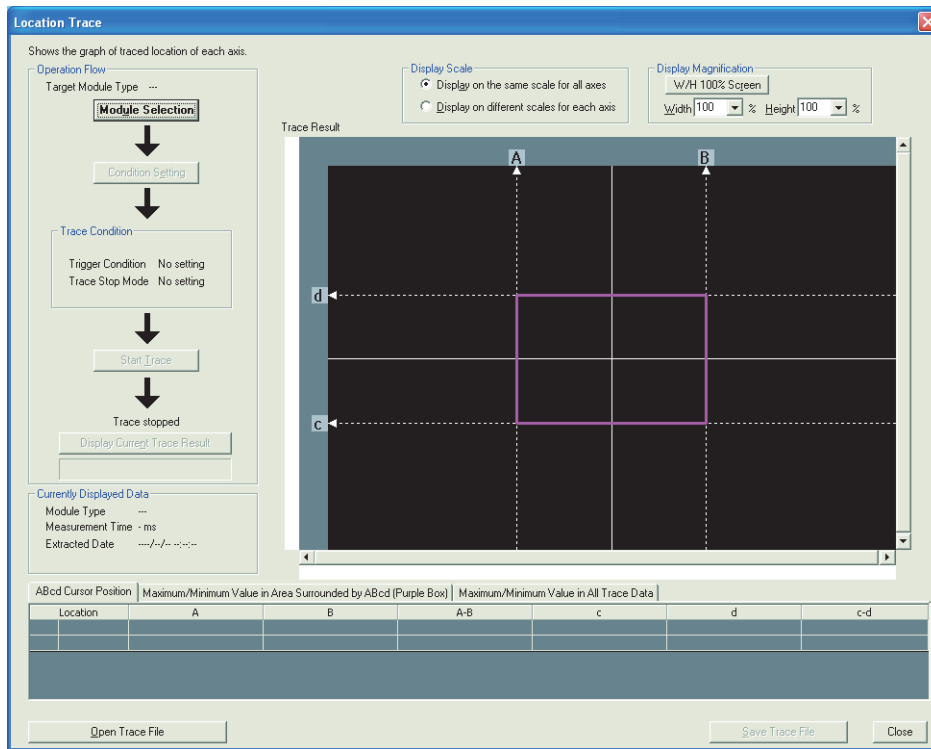 Location Trace
Shows the graph of traced location of each axis.
Operation Flow
Target Module Type ---
Module Selection
Condition Setting
Trace Condition
Trigger Condition No setting
Trace Stop Mode No setting
Start Trace
Trace stopped
Display Current Trace Result
Currently Displayed Data
Module Type ---
Measurement Time - ms
Extracted Date ----/--/-- --:--:--
Display Scale
Display on the same scale for all axes
Display on different scales for each axis
Display Magnification
W/H 100% Screen
Width 100 % Height 100 %
Trace Result
A B
d
c
ABcd Cursor Position Maximum/Minimum Value in Area Surrounded by ABcd (Purple Box) Maximum/Minimum Value in All Trace Data
Location A B A-B c d c-d
Open Trace File Save Trace File Close